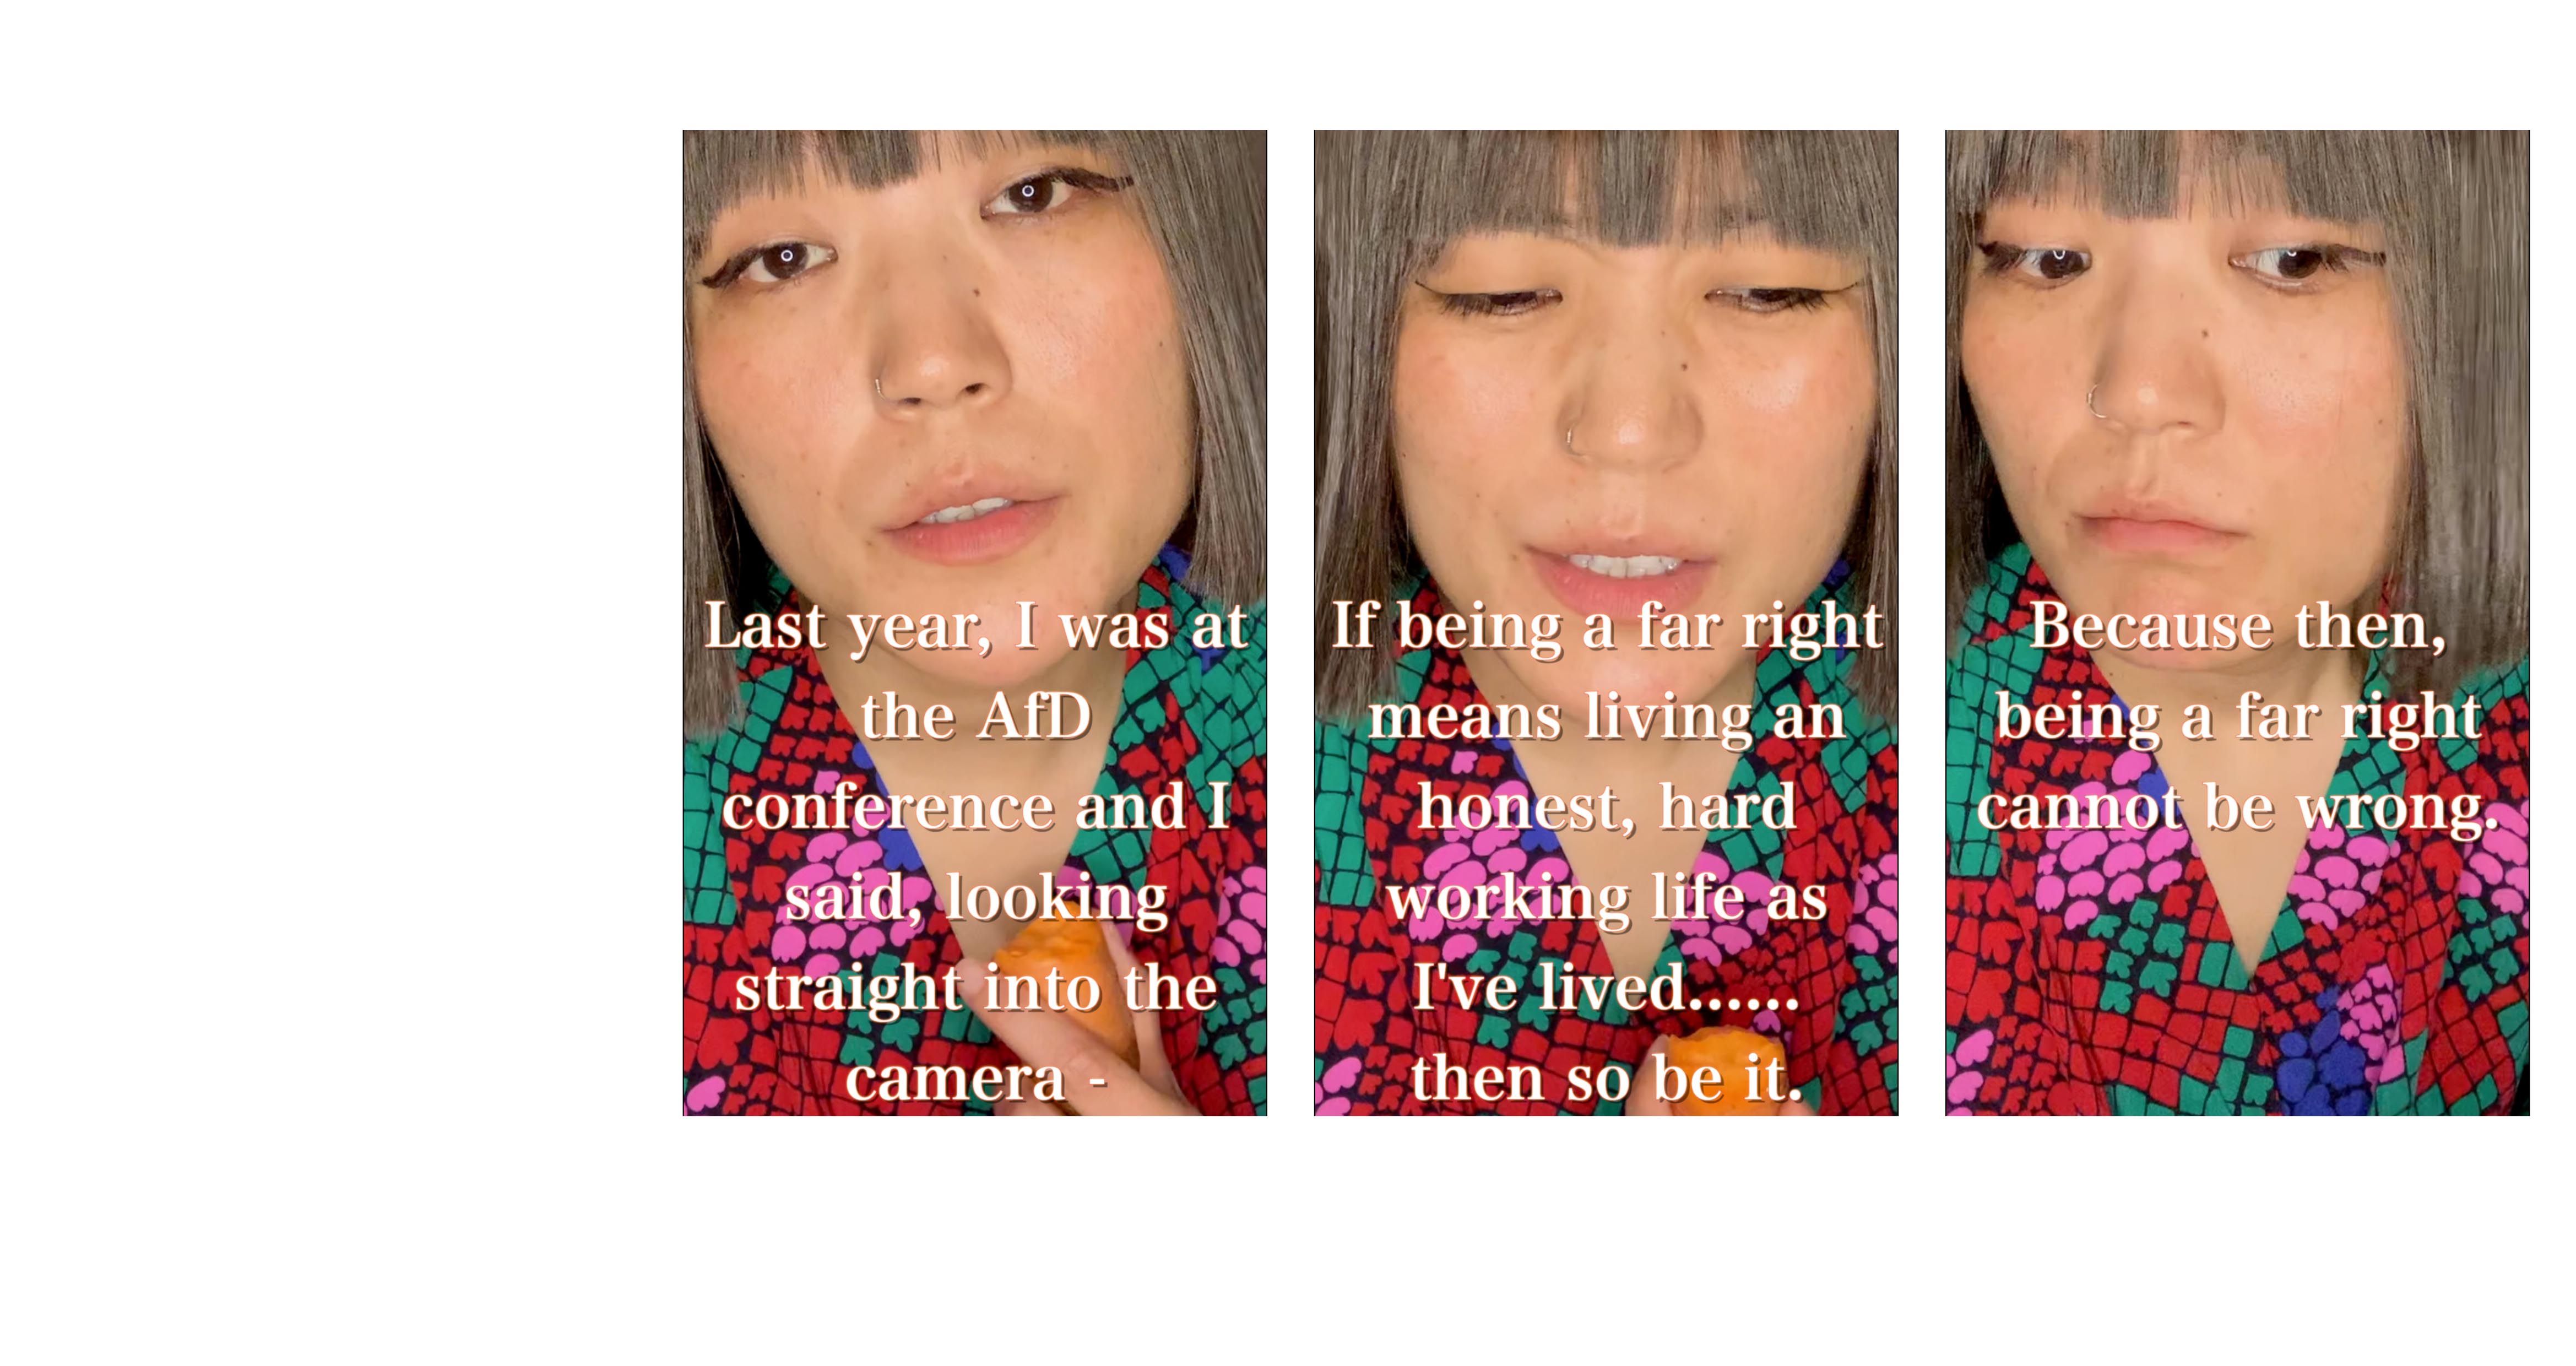 Last year, I was at
the AfD
conference and I
said, looking
straight into the
camera -
If being a far right
means living an
honest, hard
working life as
I've lived......
then so be it.
Because then,
being a far right
cannot be wrong.